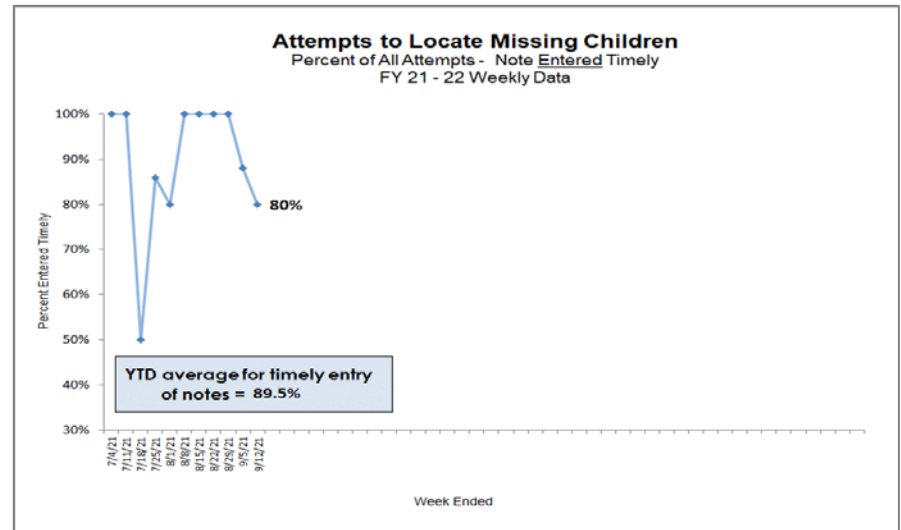 Attempts to Locate Missing Children
Percent of All Attempts - Note Entered Timely
FY 21 - 22 Weekly Data
100%
90%
80%
70%
60%
50%
40%
30%
Percent Entered Timely
80%
YTD average for timely entry
of notes = 89.5%
7/4/21
7/11/21
7/18/21
7/25/21
8/1/21
8/8/21
8/15/21
8/22/21
8/29/21
9/5/21
9/12/21
Week Ended